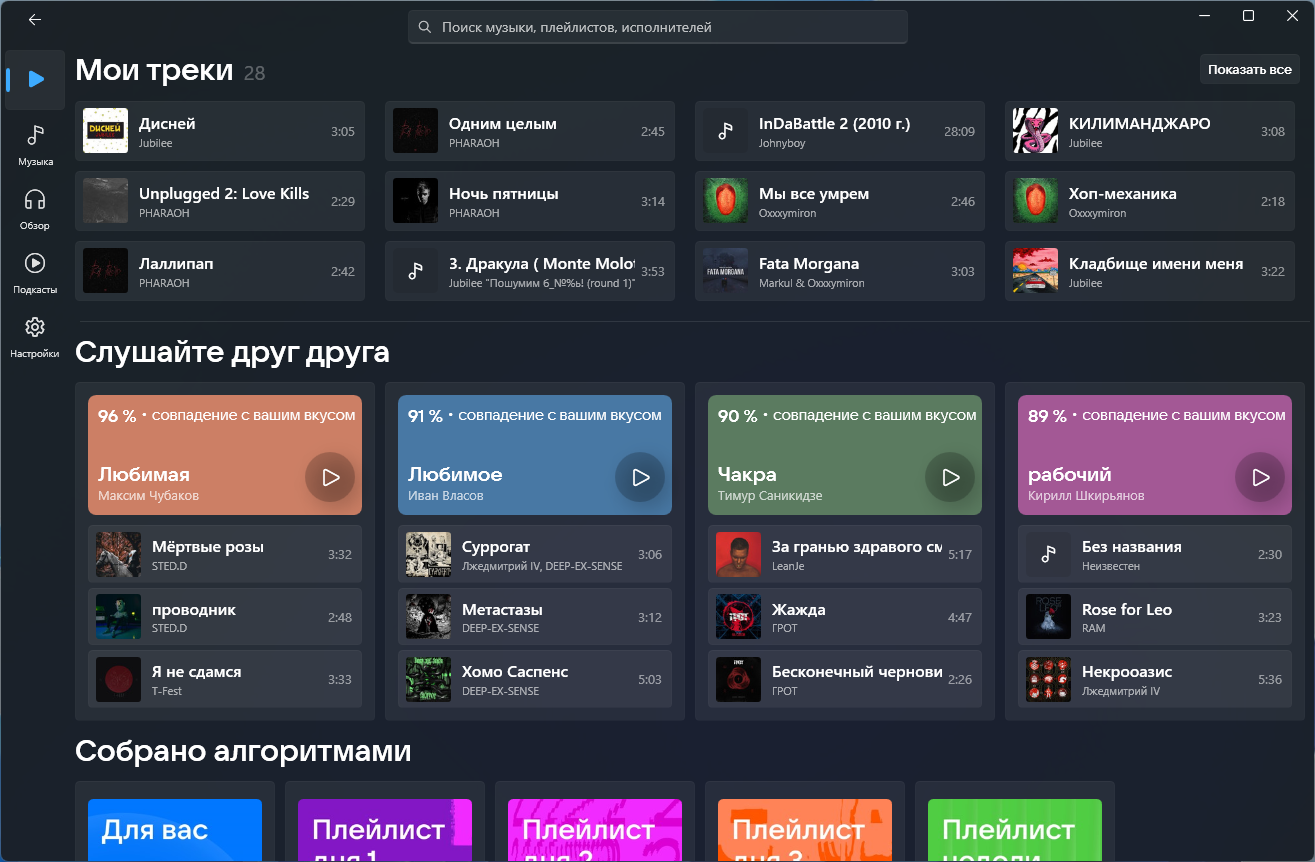 Поиск музыки, плейлистов, исполнителей
Мои треки 28
Показать все
Музыка
Обзор
Подкасты
Настройки
ДИСНЕЙ
Дисней
Jubilee
3:05
Одним целым
PHARAOH
2:45
InDaBattle 2 (2010 г.)
Johnyboy
28:09
КИЛИМАНДЖАРО
Jubilee
3:08
Unplugged 2: Love Kills
PHARAOH
2:29
Ночь пятницы
PHARAOH
3:14
Мы все умрем
Oxxxymiron
2:46
Хоп-механика
Oxxxymiron
2:18
Лаллипап
PHARAOH
2:42
3. Дракула ( Monte Molo
Jubilee "Пошумим 6_№%ь! (round 1)"
3:53
FATA MORGANA
Fata Morgana
Markul & Oxxxymiron
3:03
Кладбище имени меня
Jubilee
3:22
Слушайте друг друга
96 % • совпадение с вашим вкусом
Любимая
Максим Чубаков
Мёртвые розы
STED.D
3:32
проводник
STED.D
2:48
Я не сдамся
T-Fest
3:33
91 % • совпадение с вашим вкусом
Любимое
Иван Власов
Суррогат
Лжедмитрий IV, DEEP-EX-SENSE
3:06
Метастазы
DEEP-EX-SENSE
3:12
Хомо Саспенс
DEEP-EX-SENSE
5:03
90 % • совпадение с вашим вкусом
Чакра
Тимур Саникидзе
За гранью здравого см
LeanJe
5:17
Жажда
ГРОТ
4:47
Бесконечный чернови
ГРОТ
2:26
89 % • совпадение с вашим вкусом
рабочий
Кирилл Шкирьянов
Без названия
Неизвестен
2:30
Rose for Leo
RAM
3:23
Некрооазис
Лжедмитрий IV
5:36
Собрано алгоритмами
Для вас
Плейлист
дня 1
Плейлист
дня 2
Плейлист
дня 3
Плейлист
недели